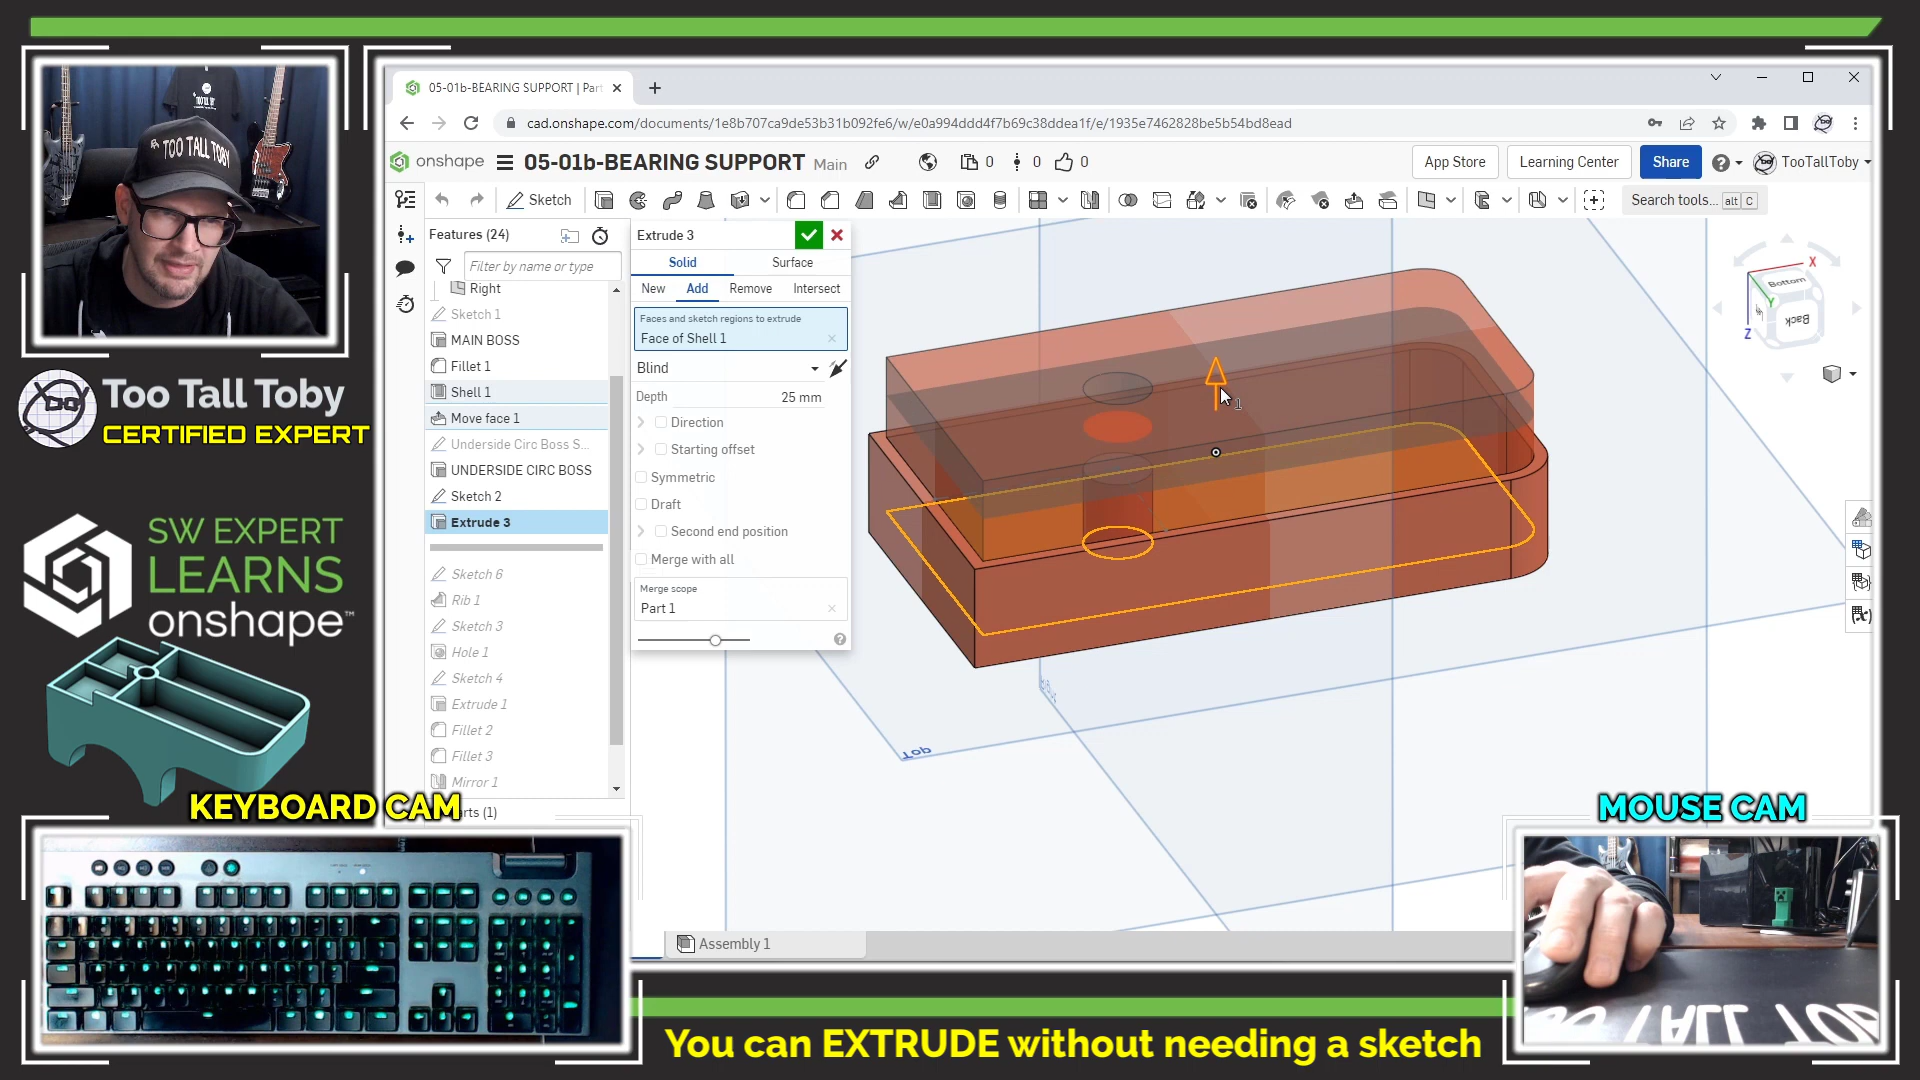 05-01b-BEARING SUPPORT | Part
cad.onshape.com/documents/1e8b707ca9de53b31b092fe6/w/e0a994ddd4f7b69c38ddea1f/e/1935e7462828be5b54bd8ead
onshape
05-01b-BEARING SUPPORT
Main
0
0
0
App Store
Learning Center
Share
TooTallToby
Sketch
Search tools...
alt
C
Features (24)
Filter by name or type
Right
Sketch 1
MAIN BOSS
Fillet 1
Shell 1
Move face 1
Underside Circ Boss S...
UNDERSIDE CIRC BOSS
Sketch 2
Extrude 3
Sketch 6
Rib 1
Sketch 3
Hole 1
Sketch 4
Extrude 1
Fillet 2
Fillet 3
Mirror 1
rts (1)
Extrude 3
Solid
Surface
New
Add
Remove
Intersect
Faces and sketch regions to extrude
Face of Shell 1
Blind
Depth
25 mm
Direction
Starting offset
Symmetric
Draft
Second end position
Merge with all
Merge scope
Part 1
1
Top
X
Y
Z
Bottom
Back
Assembly 1
TOO TALL TOBY
Too Tall Toby
CERTIFIED EXPERT
SW EXPERT
LEARNS
onshape™
KEYBOARD CAM
MOUSE CAM
TOO TALL TOBY
You can EXTRUDE without needing a sketch